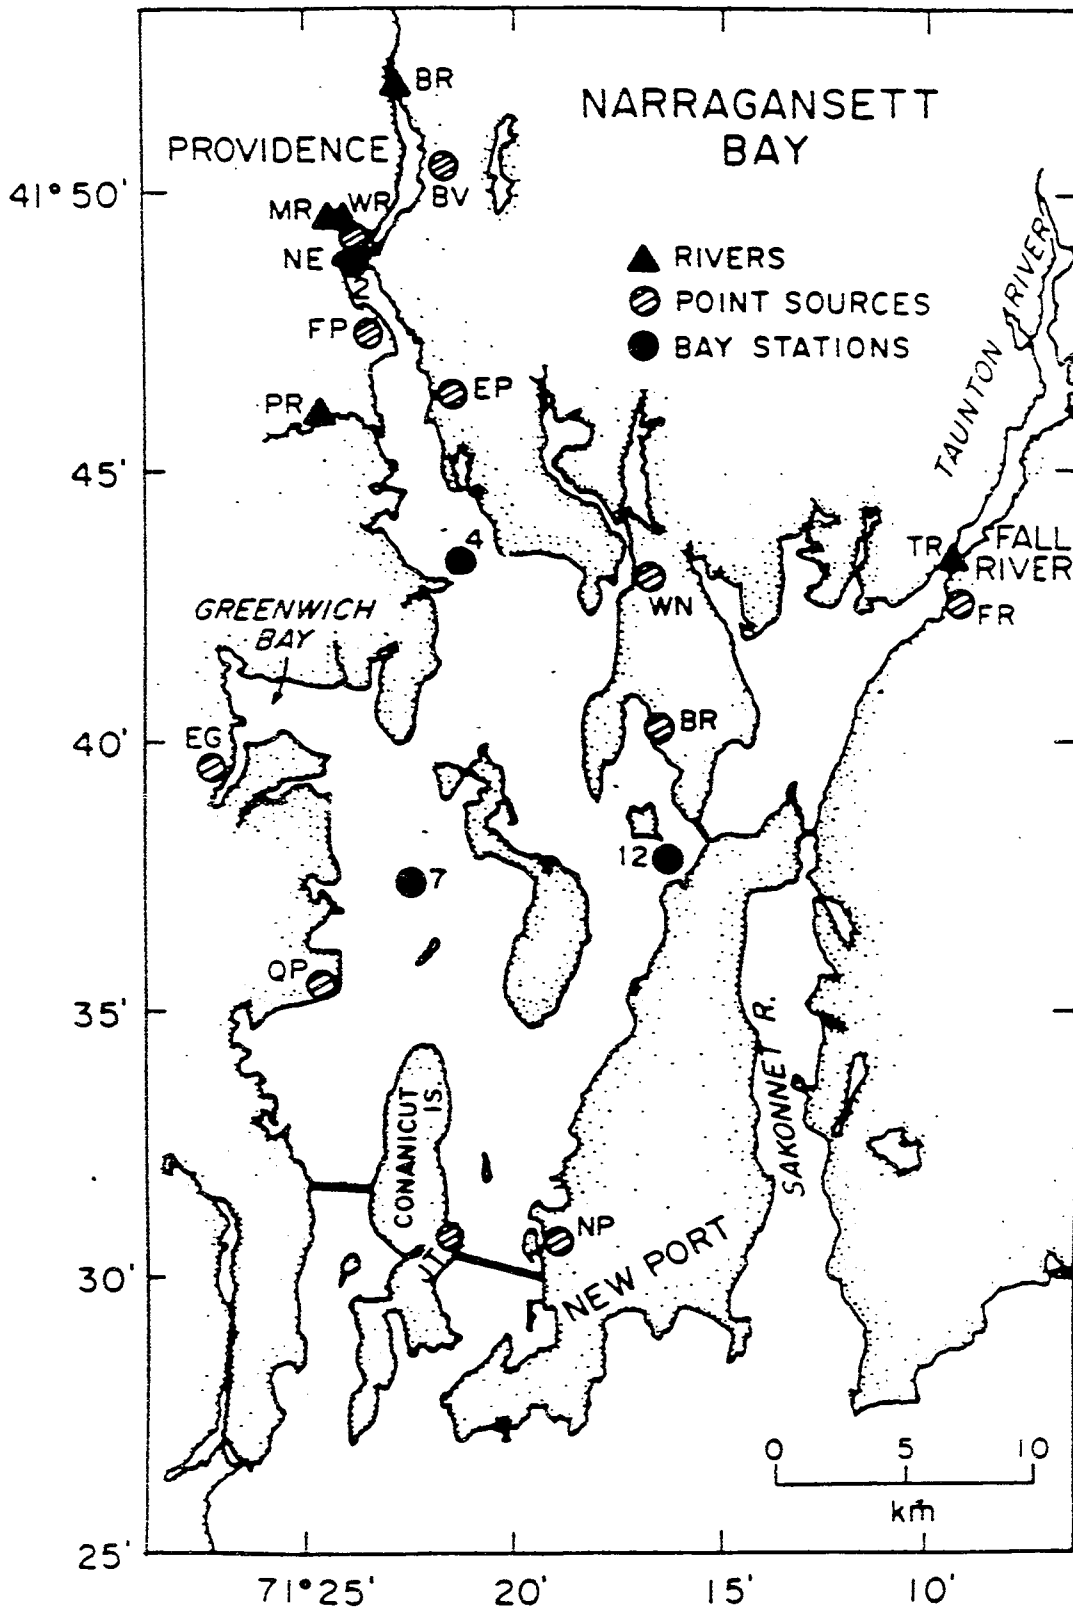 NARRAGANSETT
BAY
BR
PROVIDENCE
BV
41° 50'
MR
WR
NE
FP
EP
PR
RIVERS
POINT SOURCES
BAY STATIONS
TAUNTON RIVER
45'
4
TR
FALL
RIVER
FR
WN
GREENWICH
BAY
EG
40'
BR
12
7
QP
35'
SAKONNET R.
CONANICUT
IS.
NP
NEW PORT
30'
0 5 10
km
25'
71° 25' 20' 15' 10'